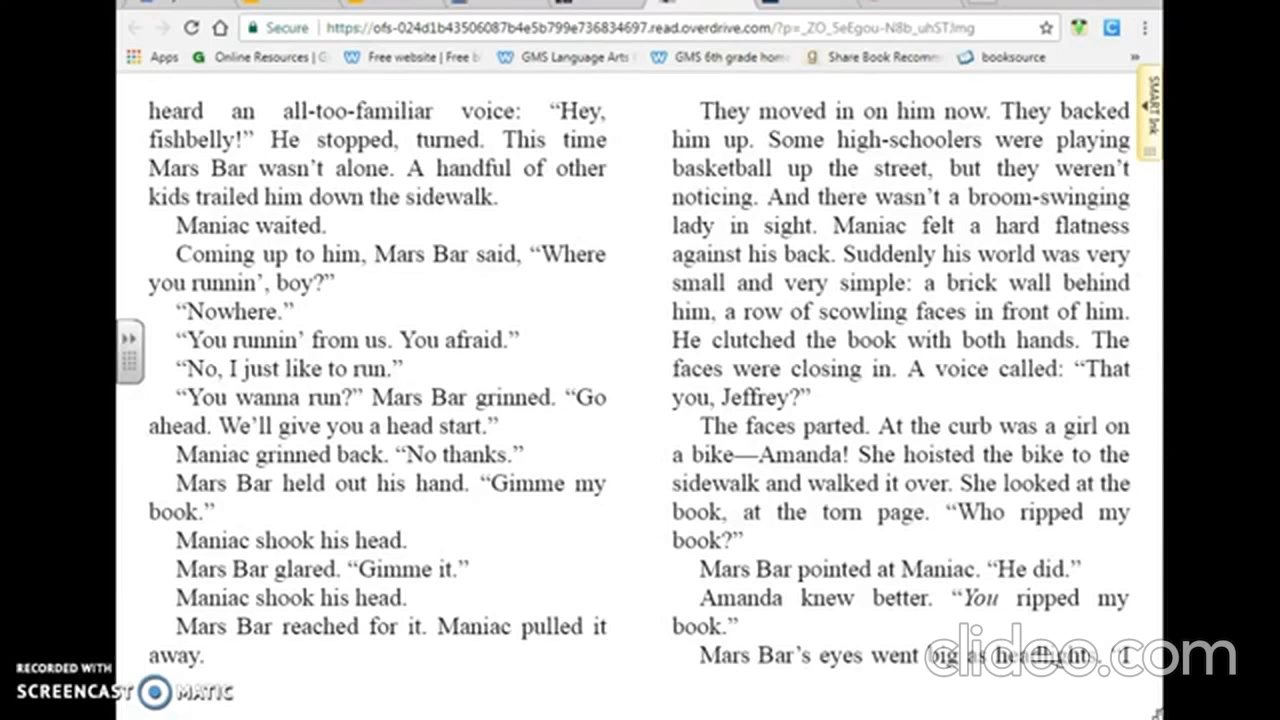 Secure https://ofs-024d1b43506087b4e5b799e736834697.read.overdrive.com/?p=_ZO_5eEgou-N8b_uhSTJmg
Apps Online Resources | G Free website | Free b GMS Language Arts GMS 6th grade hom Share Book Recomm booksource »
SMART Ink
heard an all-too-familiar voice: “Hey,
fishbelly!” He stopped, turned. This time
Mars Bar wasn’t alone. A handful of other
kids trailed him down the sidewalk.
Maniac waited.
Coming up to him, Mars Bar said, “Where
you runnin’, boy?”
“Nowhere.”
“You runnin’ from us. You afraid.”
“No, I just like to run.”
“You wanna run?” Mars Bar grinned. “Go
ahead. We’ll give you a head start.”
Maniac grinned back. “No thanks.”
Mars Bar held out his hand. “Gimme my
book.”
Maniac shook his head.
Mars Bar glared. “Gimme it.”
Maniac shook his head.
Mars Bar reached for it. Maniac pulled it
away.
They moved in on him now. They backed
him up. Some high-schoolers were playing
basketball up the street, but they weren’t
noticing. And there wasn’t a broom-swinging
lady in sight. Maniac felt a hard flatness
against his back. Suddenly his world was very
small and very simple: a brick wall behind
him, a row of scowling faces in front of him.
He clutched the book with both hands. The
faces were closing in. A voice called: “That
you, Jeffrey?”
The faces parted. At the curb was a girl on
a bike—Amanda! She hoisted the bike to the
sidewalk and walked it over. She looked at the
book, at the torn page. “Who ripped my
book?”
Mars Bar pointed at Maniac. “He did.”
Amanda knew better. “You ripped my
book.”
Mars Bar’s eyes went big as headlights. “I
clideo.com
RECORDED WITH
SCREENCAST MATIC